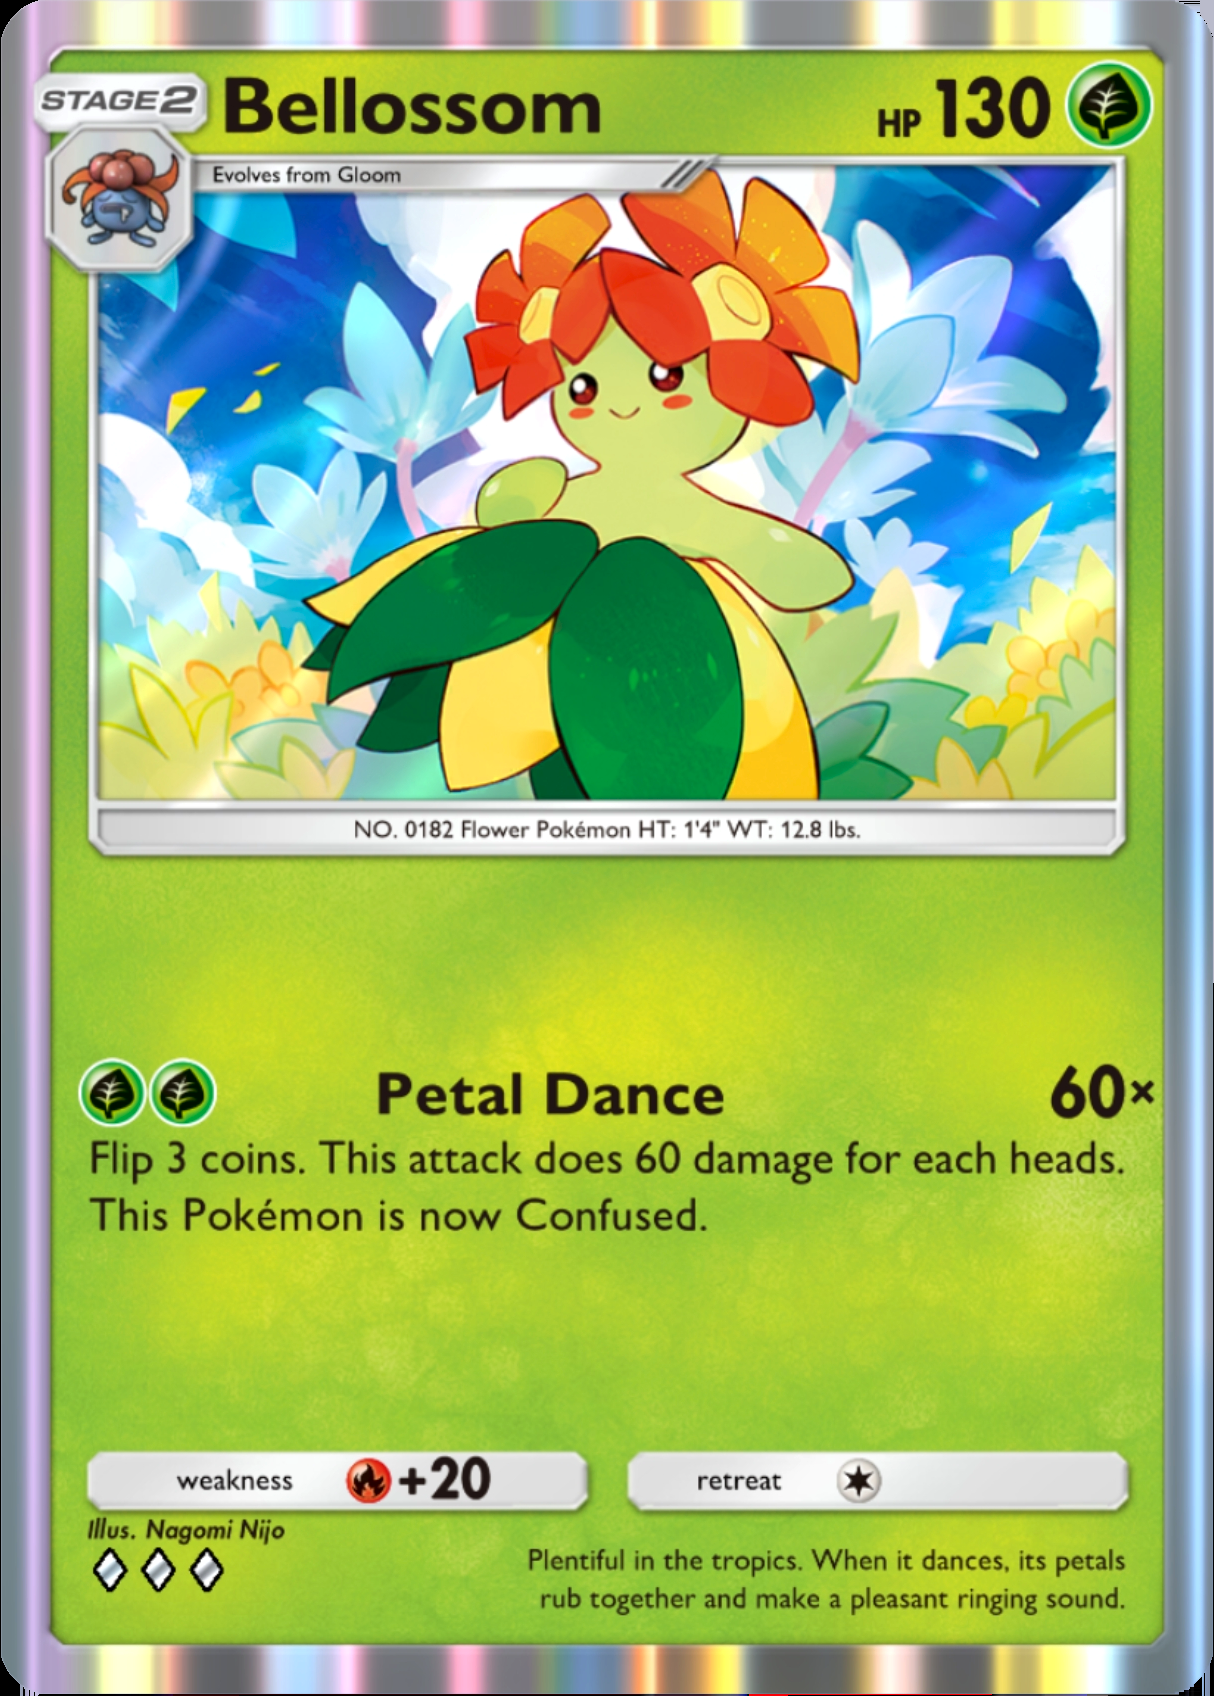 STAGE2
Bellossom
HP 130
Evolves from Gloom
NO. 0182 Flower Pokémon HT: 1'4" WT: 12.8 lbs.
Petal Dance 60×
Flip 3 coins. This attack does 60 damage for each heads.
This Pokémon is now Confused.
weakness +20
retreat
Illus. Nagomi Nijo
Plentiful in the tropics. When it dances, its petals
rub together and make a pleasant ringing sound.